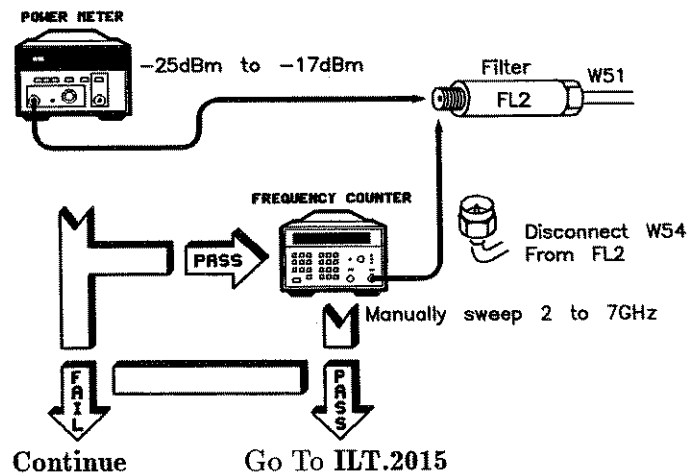 POWER METER
-25dBm to -17dBm
Filter
W51
FL2
FREQUENCY COUNTER
Disconnect W54
From FL2
PASS
Manually sweep 2 to 7GHz
FAIL
PASS
Continue
Go To ILT.2015